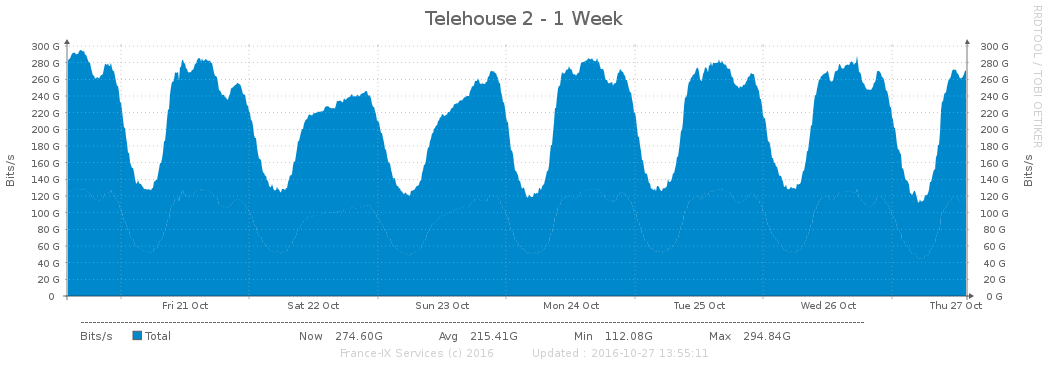 Telehouse 2 - 1 Week
RRDTOOL / TOBI OETIKER
Bits/s
300 G
280 G
260 G
240 G
220 G
200 G
180 G
160 G
140 G
120 G
100 G
80 G
60 G
40 G
20 G
0
300 G
280 G
260 G
240 G
220 G
200 G
180 G
160 G
140 G
120 G
100 G
80 G
60 G
40 G
20 G
0 G
Bits/s
Fri 21 Oct Sat 22 Oct Sun 23 Oct Mon 24 Oct Tue 25 Oct Wed 26 Oct Thu 27 Oct
Bits/s Total Now 274.60G Avg 215.41G Min 112.08G Max 294.84G
France-IX Services (c) 2016 Updated : 2016-10-27 13:55:11